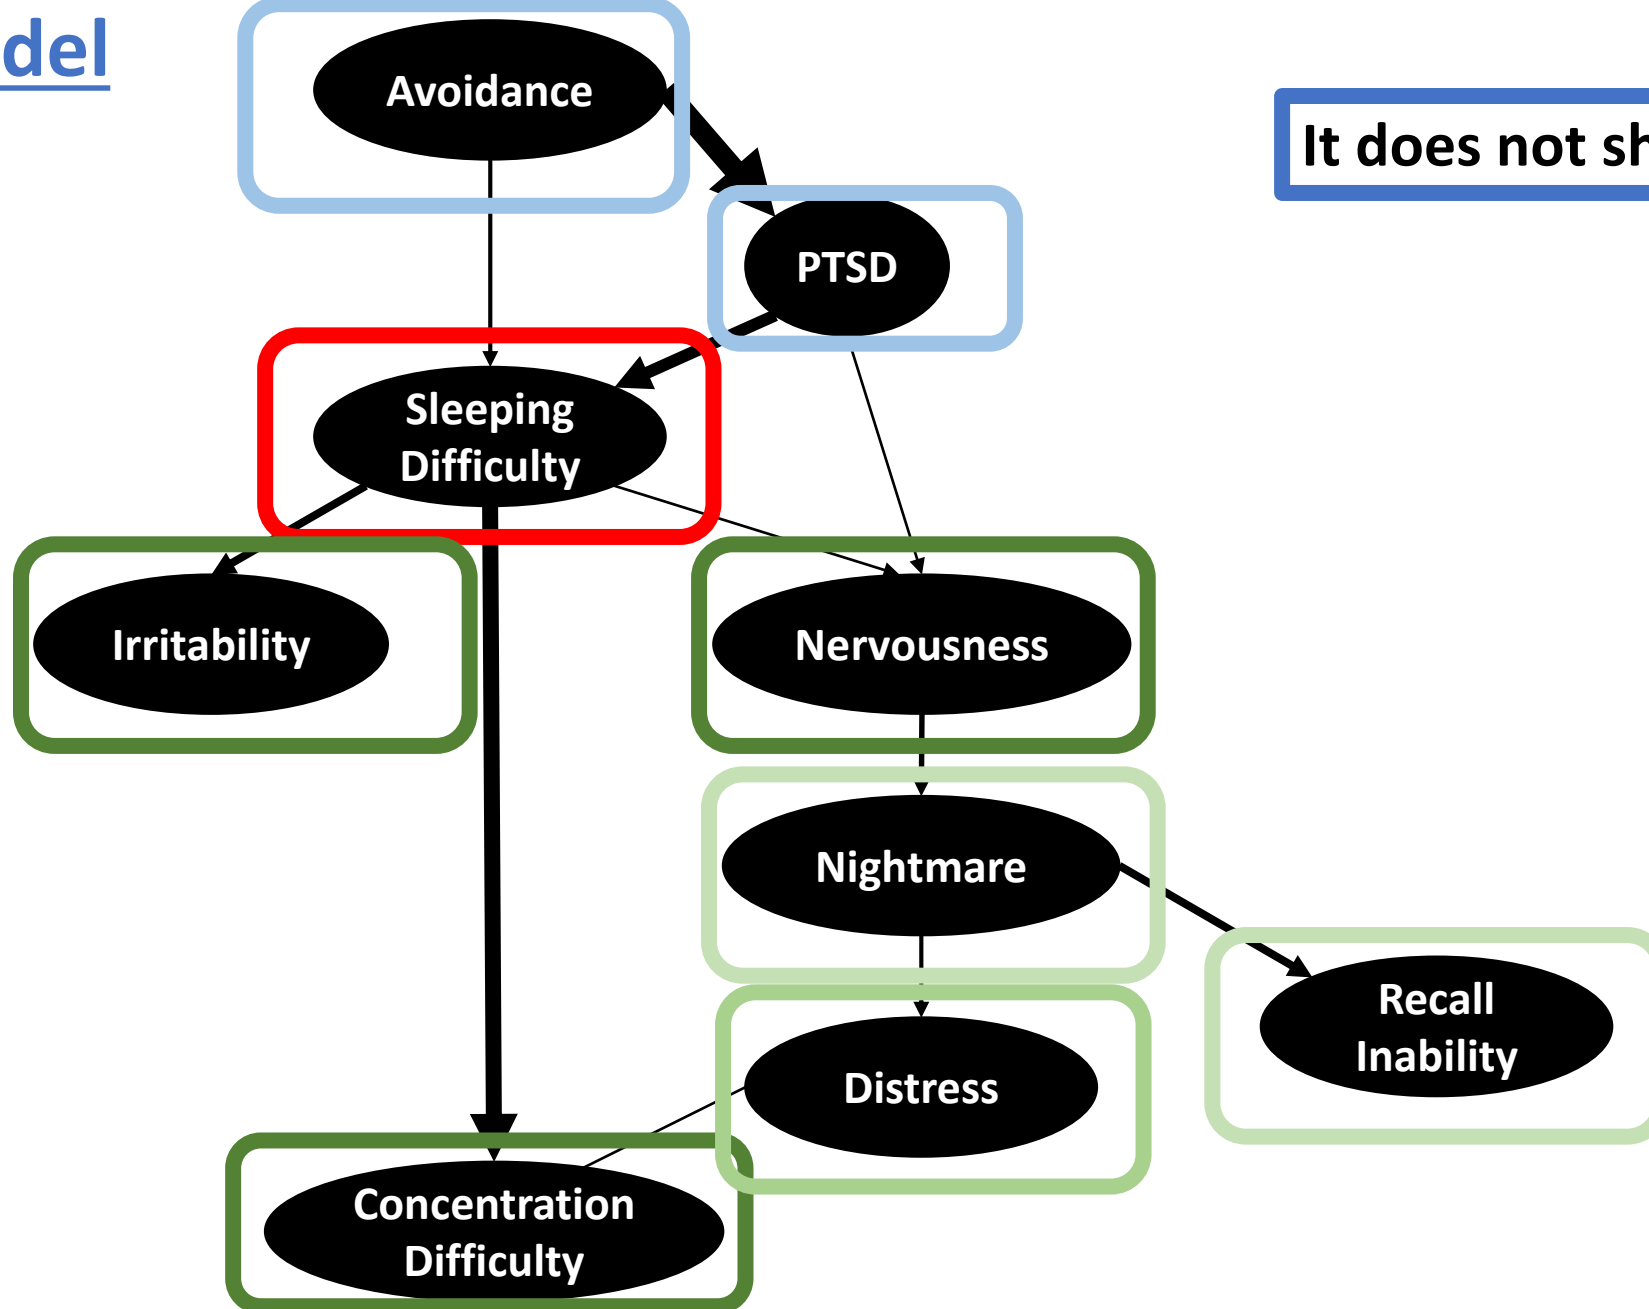 del
Avoidance
It does not sh
PTSD
Sleeping
Difficulty
Irritability
Nervousness
Nightmare
Recall
Inability
Distress
Concentration
Difficulty